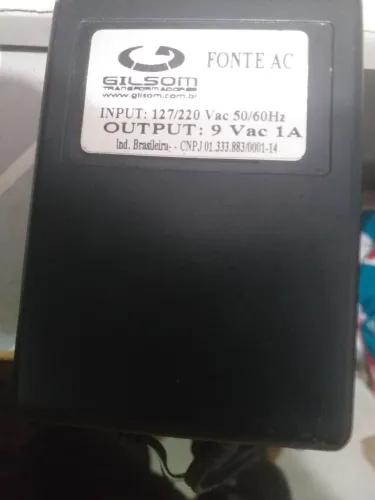 FONTE AC
GILSOM
TRANSFORMADORES
www.gilsom.com.br
INPUT: 127/220 Vac 50/60Hz
OUTPUT: 9 Vac 1A
Ind. Brasileira- - CNPJ 01.333.883/0001-14